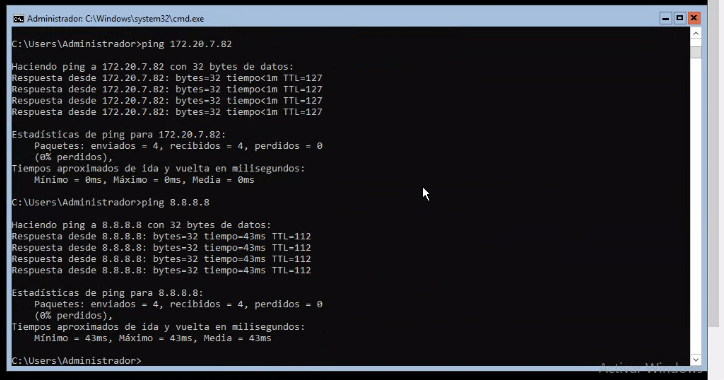 Administrador: C:\Windows\system32\cmd.exe
C:\Users\Administrador>ping 172.20.7.82
Haciendo ping a 172.20.7.82 con 32 bytes de datos:
Respuesta desde 172.20.7.82: bytes=32 tiempo<1m TTL=127
Respuesta desde 172.20.7.82: bytes=32 tiempo<1m TTL=127
Respuesta desde 172.20.7.82: bytes=32 tiempo<1m TTL=127
Respuesta desde 172.20.7.82: bytes=32 tiempo<1m TTL=127
Estadísticas de ping para 172.20.7.82:
Paquetes: enviados = 4, recibidos = 4, perdidos = 0
(0% perdidos),
Tiempos aproximados de ida y vuelta en milisegundos:
Mínimo = 0ms, Máximo = 0ms, Media = 0ms
C:\Users\Administrador>ping 8.8.8.8
Haciendo ping a 8.8.8.8 con 32 bytes de datos:
Respuesta desde 8.8.8.8: bytes=32 tiempo=43ms TTL=112
Respuesta desde 8.8.8.8: bytes=32 tiempo=43ms TTL=112
Respuesta desde 8.8.8.8: bytes=32 tiempo=43ms TTL=112
Respuesta desde 8.8.8.8: bytes=32 tiempo=43ms TTL=112
Estadísticas de ping para 8.8.8.8:
Paquetes: enviados = 4, recibidos = 4, perdidos = 0
(0% perdidos),
Tiempos aproximados de ida y vuelta en milisegundos:
Mínimo = 43ms, Máximo = 43ms, Media = 43ms
C:\Users\Administrador>
Activar Windows